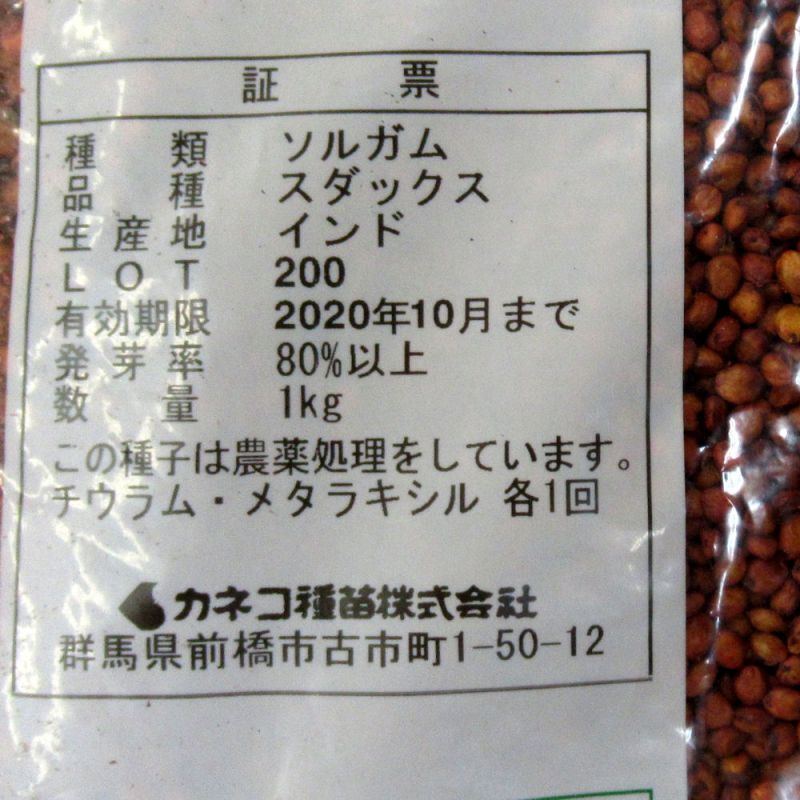 証 票
種 類 ソルガム
品 種 スダックス
生 産 地 インド
L O T 200
有効期限 2020年10月まで
発 芽 率 80%以上
数 量 1kg
この種子は農薬処理をしています。
チウラム・メタラキシル 各1回
カネコ種苗株式会社
群馬県前橋市古市町1-50-12